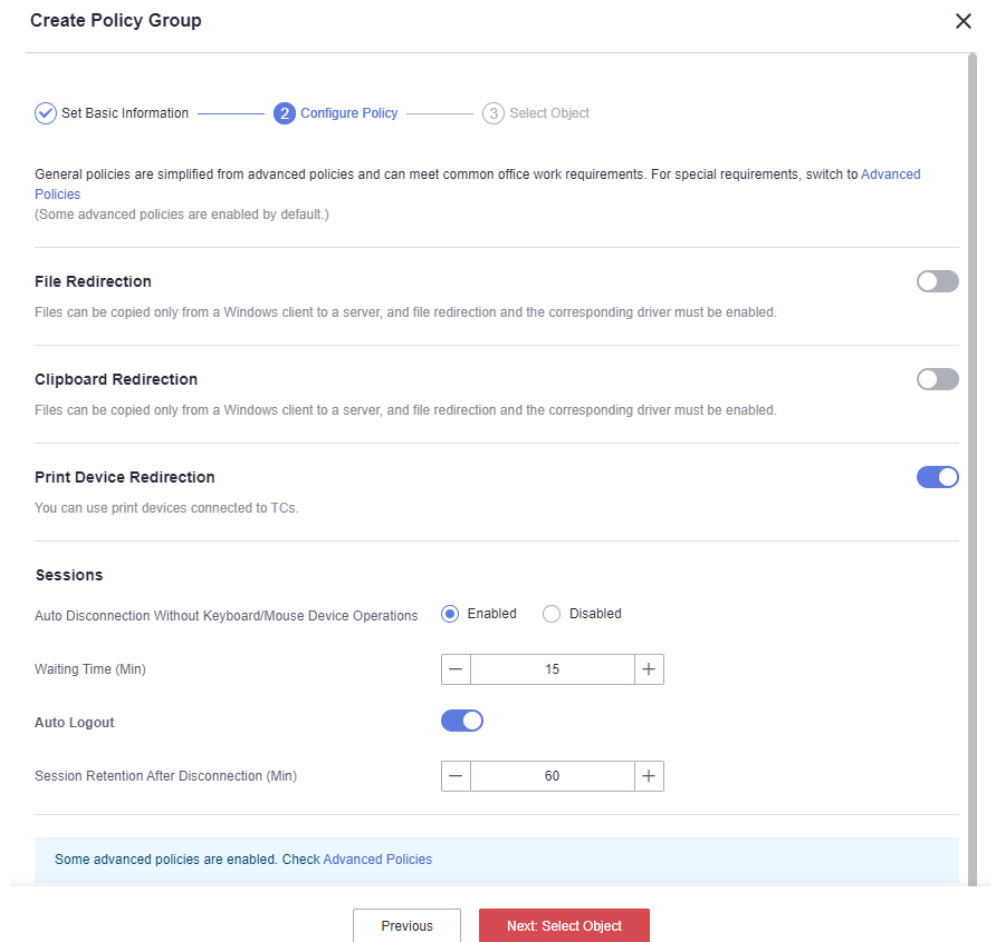 Create Policy Group
Set Basic Information
2 Configure Policy
3 Select Object
General policies are simplified from advanced policies and can meet common office work requirements. For special requirements, switch to Advanced
Policies
(Some advanced policies are enabled by default.)
File Redirection
Files can be copied only from a Windows client to a server, and file redirection and the corresponding driver must be enabled.
Clipboard Redirection
Files can be copied only from a Windows client to a server, and file redirection and the corresponding driver must be enabled.
Print Device Redirection
You can use print devices connected to TCs.
Sessions
Auto Disconnection Without Keyboard/Mouse Device Operations Enabled Disabled
Waiting Time (Min) 15
Auto Logout
Session Retention After Disconnection (Min) 60
Some advanced policies are enabled. Check Advanced Policies
Previous Next: Select Object